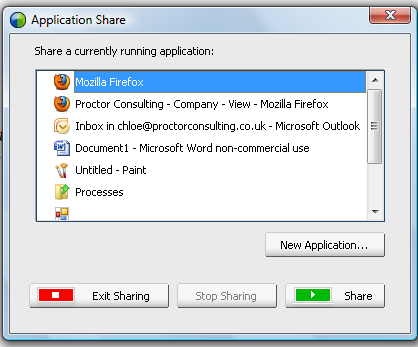 Application Share
Share a currently running application:
Mozilla Firefox
Proctor Consulting - Company - View - Mozilla Firefox
Inbox in chloe@proctorconsulting.co.uk - Microsoft Outlook
Document1 - Microsoft Word non-commercial use
Untitled - Paint
Processes
New Application...
Exit Sharing
Stop Sharing
Share